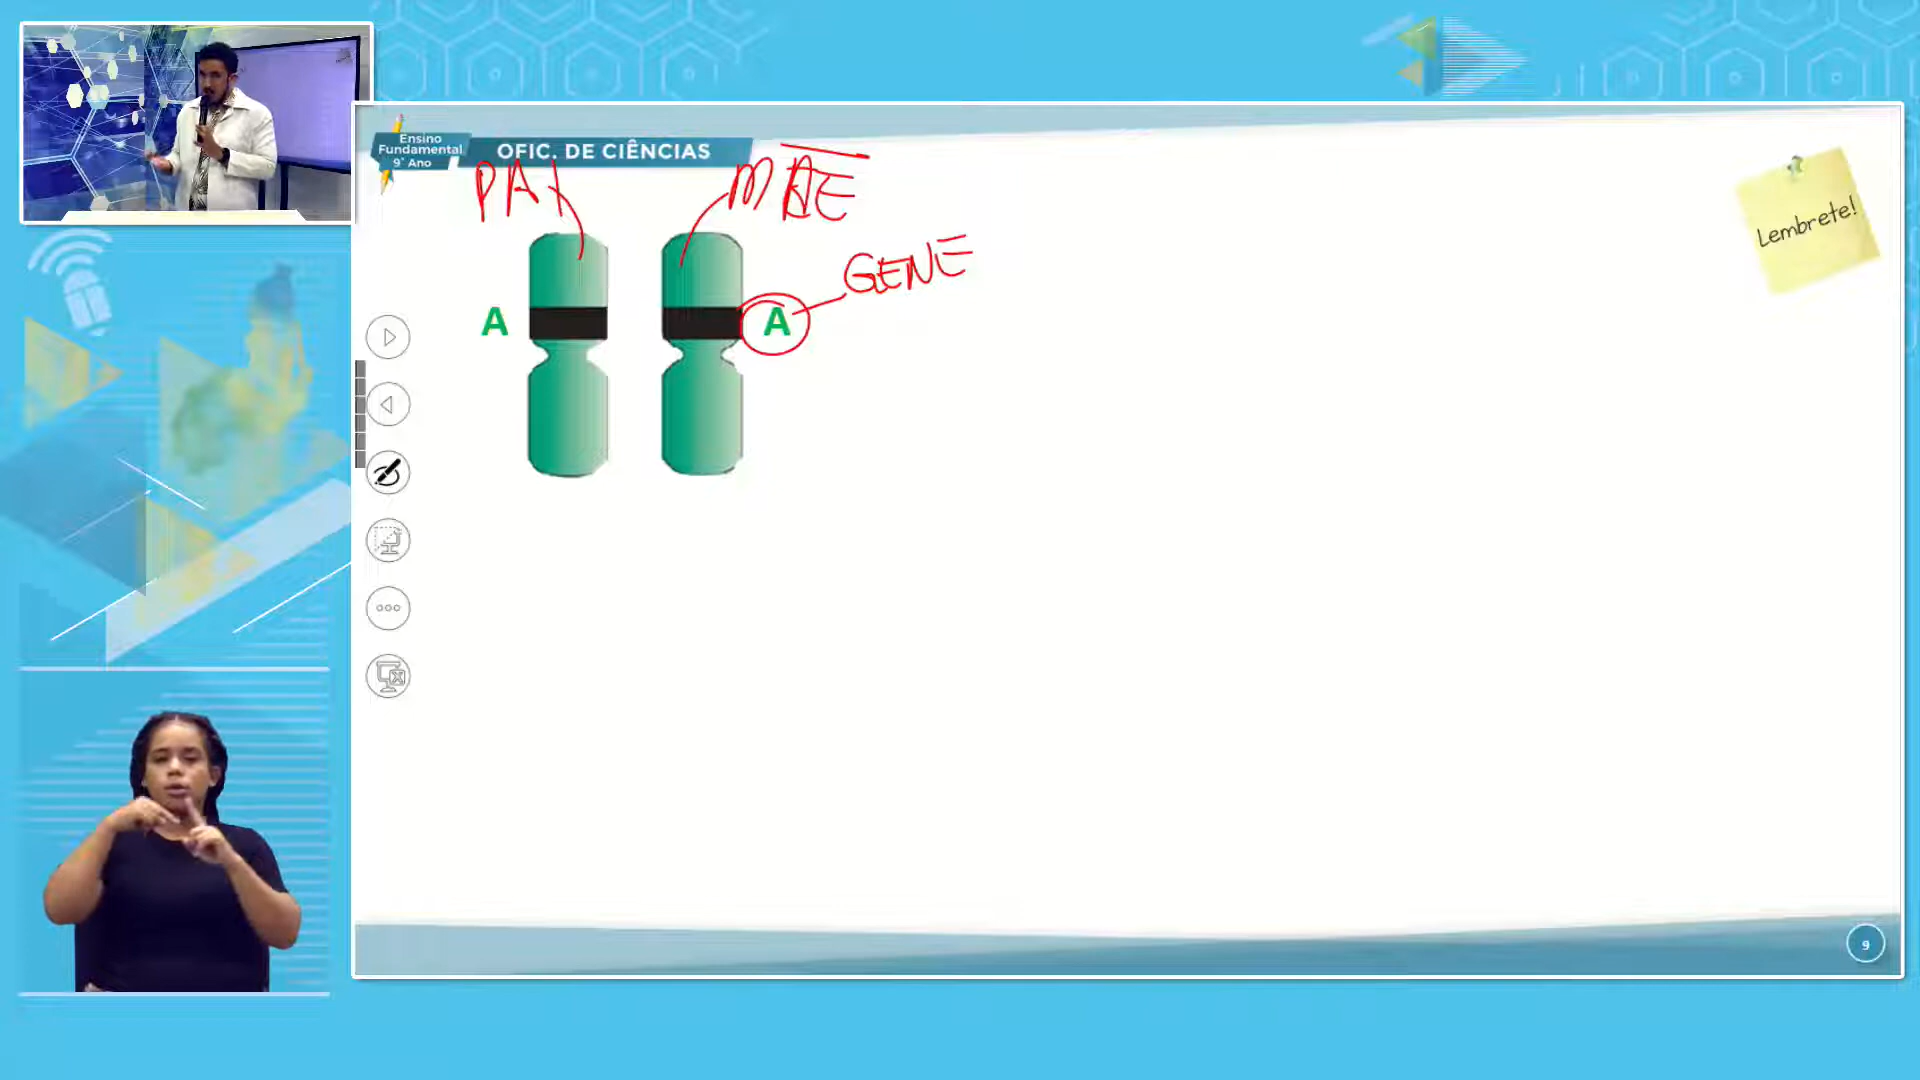 Ensino
Fundamental
9° Ano
OFIC. DE CIÊNCIAS
PAI
MÃE
Lembrete!
GENE
A
A
9